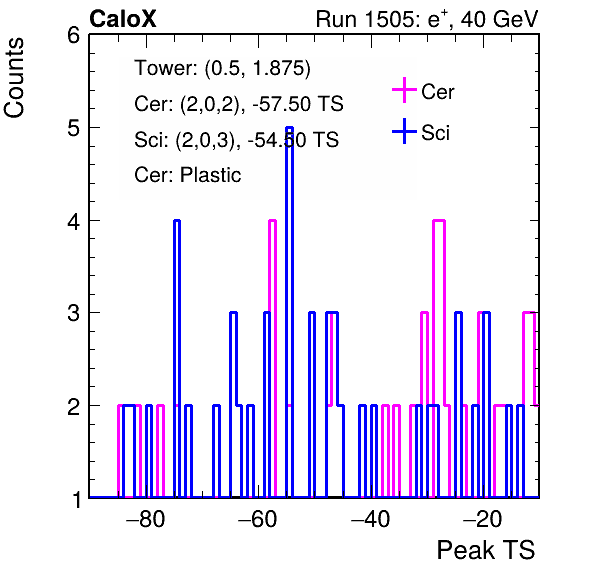 CaloX Run 1505: e⁺, 40 GeV
Counts
6
Tower: (0.5, 1.875)
Cer: (2,0,2), -57.50 TS
Sci: (2,0,3), -54.50 TS
Cer: Plastic
Cer
Sci
5
4
3
2
1
−80 −60 −40 −20
Peak TS